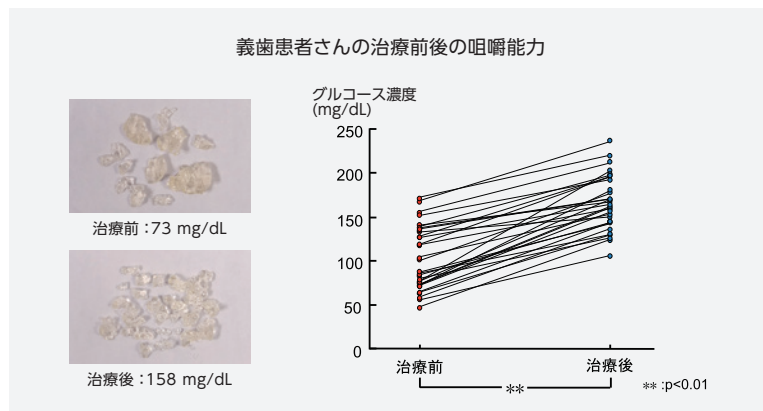 義歯患者さんの治療前後の咀嚼能力
治療前：73 mg/dL
治療後：158 mg/dL
グルコース濃度
(mg/dL)
250
200
150
100
50
0
治療前 治療後
**
** :p<0.01